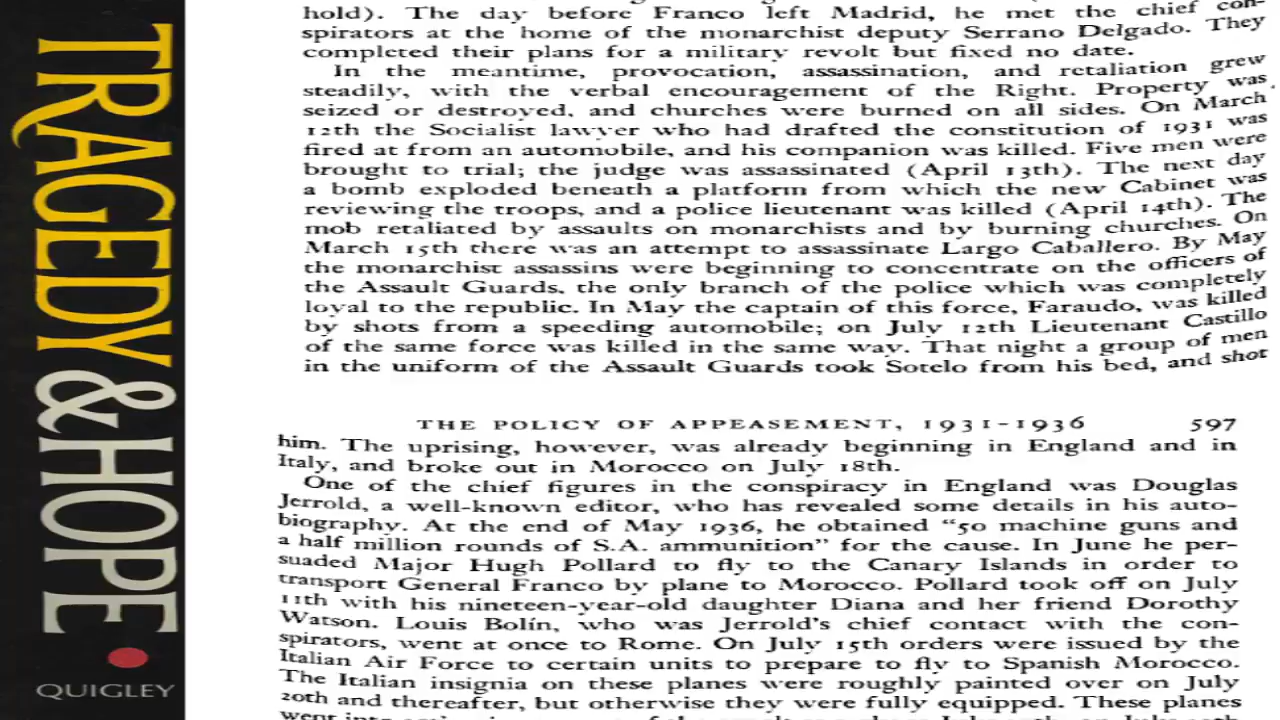 TRAGEDY & HOPE
QUIGLEY
hold). The day before Franco left Madrid, he met the chief con-
spirators at the home of the monarchist deputy Serrano Delgado. They
completed their plans for a military revolt but fixed no date.
In the meantime, provocation, assassination, and retaliation grew
steadily, with the verbal encouragement of the Right. Property was
seized or destroyed, and churches were burned on all sides. On March
12th the Socialist lawyer who had drafted the constitution of 1931 was
fired at from an automobile, and his companion was killed. Five men were
brought to trial; the judge was assassinated (April 13th). The next day
a bomb exploded beneath a platform from which the new Cabinet was
reviewing the troops, and a police lieutenant was killed (April 14th). The
mob retaliated by assaults on monarchists and by burning churches. On
March 15th there was an attempt to assassinate Largo Caballero. By May
the monarchist assassins were beginning to concentrate on the officers of
the Assault Guards, the only branch of the police which was completely
loyal to the republic. In May the captain of this force, Faraudo, was killed
by shots from a speeding automobile; on July 12th Lieutenant Castillo
of the same force was killed in the same way. That night a group of men
in the uniform of the Assault Guards took Sotelo from his bed, and shot
THE POLICY OF APPEASEMENT, 1931-1936 597
him. The uprising, however, was already beginning in England and in
Italy, and broke out in Morocco on July 18th.
One of the chief figures in the conspiracy in England was Douglas
Jerrold, a well-known editor, who has revealed some details in his auto-
biography. At the end of May 1936, he obtained "50 machine guns and
a half million rounds of S.A. ammunition" for the cause. In June he per-
suaded Major Hugh Pollard to fly to the Canary Islands in order to
transport General Franco by plane to Morocco. Pollard took off on July
11th with his nineteen-year-old daughter Diana and her friend Dorothy
Watson. Louis Bolín, who was Jerrold's chief contact with the con-
spirators, went at once to Rome. On July 15th orders were issued by the
Italian Air Force to certain units to prepare to fly to Spanish Morocco.
The Italian insignia on these planes were roughly painted over on July
20th and thereafter, but otherwise they were fully equipped. These planes